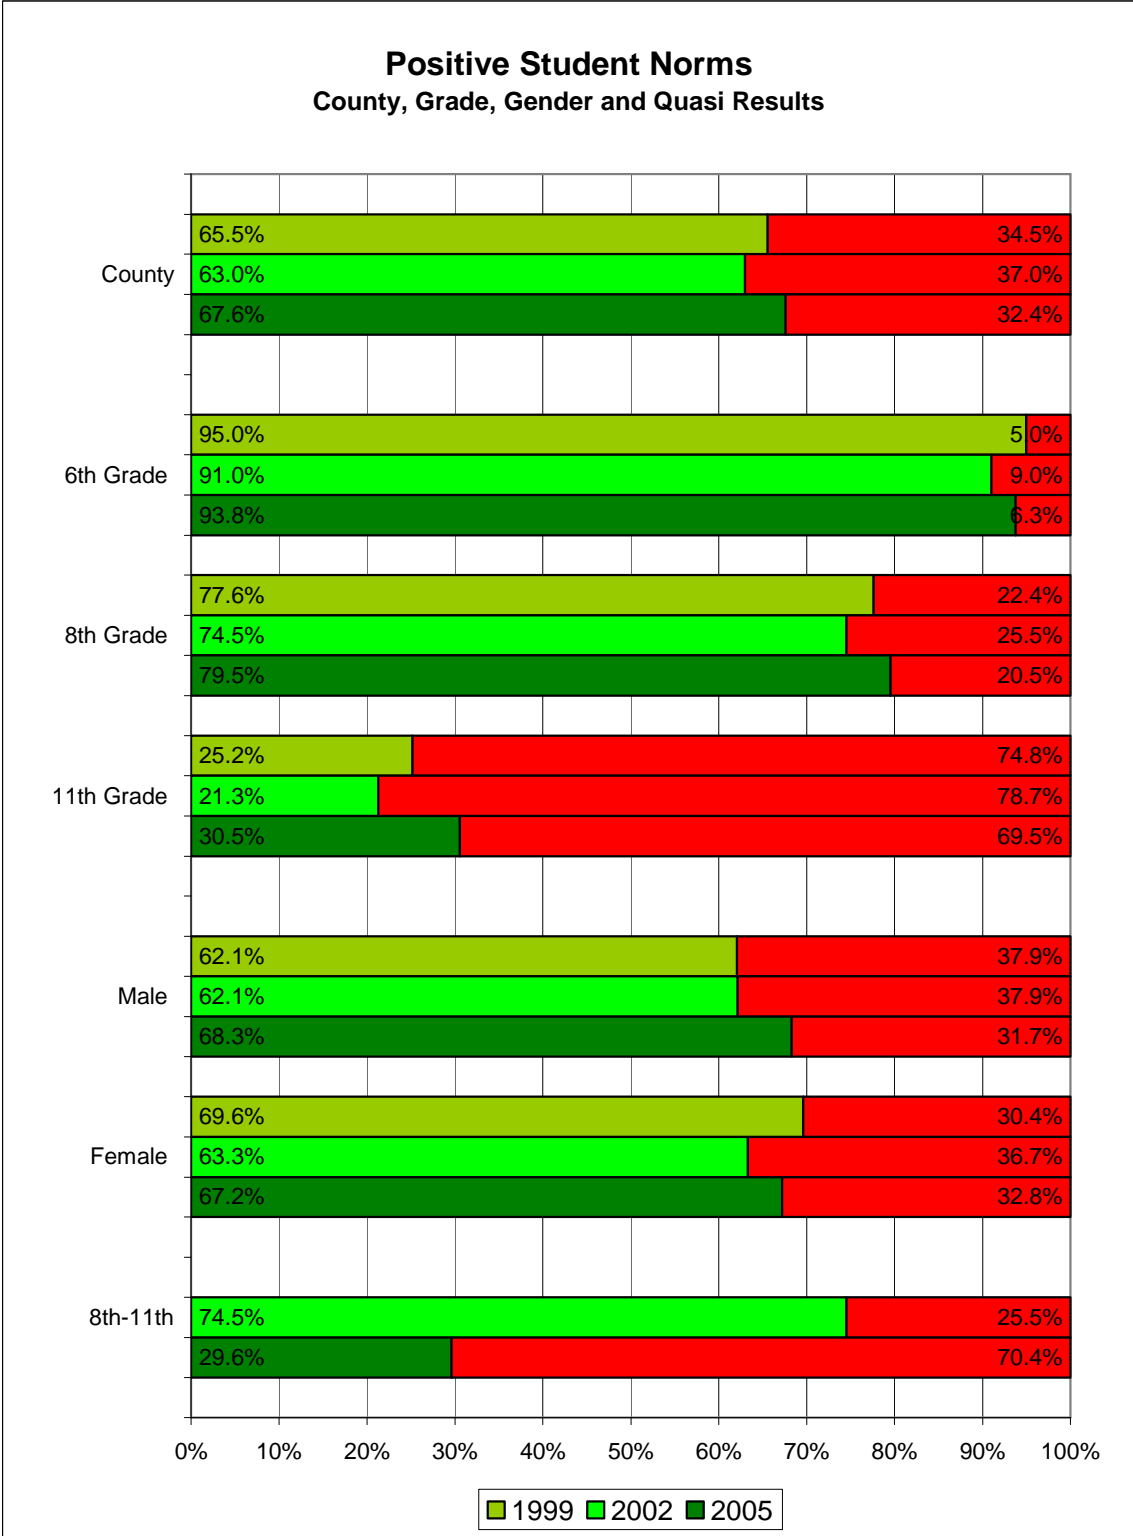 Positive Student Norms
County, Grade, Gender and Quasi Results
65.5% 34.5%
County 63.0% 37.0%
67.6% 32.4%
95.0% 5.0%
6th Grade 91.0% 9.0%
93.8% 6.3%
77.6% 22.4%
8th Grade 74.5% 25.5%
79.5% 20.5%
25.2% 74.8%
11th Grade 21.3% 78.7%
30.5% 69.5%
62.1% 37.9%
Male 62.1% 37.9%
68.3% 31.7%
69.6% 30.4%
Female 63.3% 36.7%
67.2% 32.8%
8th-11th 74.5% 25.5%
29.6% 70.4%
0% 10% 20% 30% 40% 50% 60% 70% 80% 90% 100%
1999 2002 2005